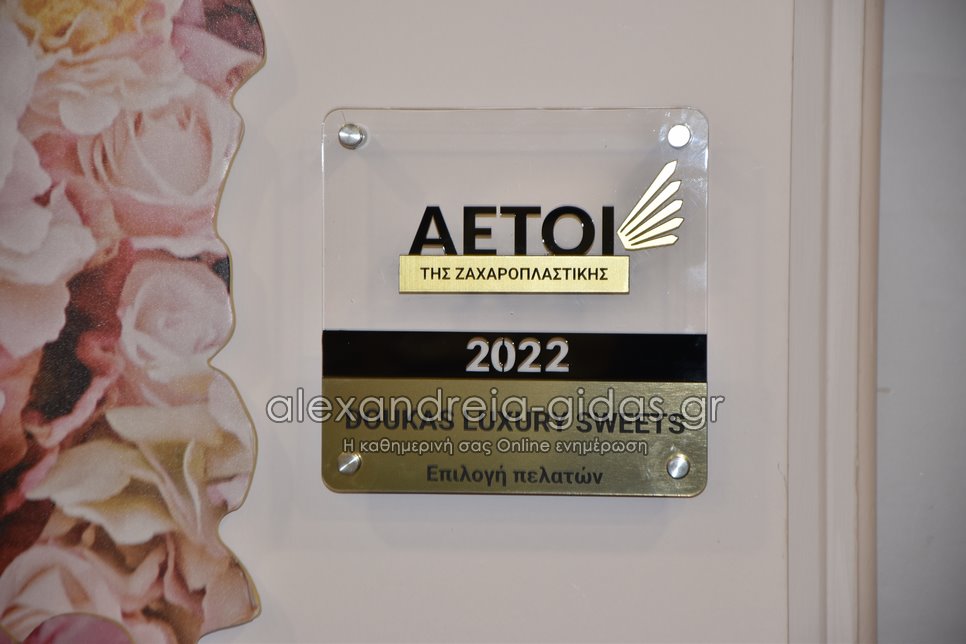 ΑΕΤΟΙ
ΤΗΣ ΖΑΧΑΡΟΠΛΑΣΤΙΚΗΣ
2022
alexandreia-gidas.gr
DOUKAS LUXURY SWEETS
Η καθημερινή σας Online ενημέρωση
Επιλογή πελατών